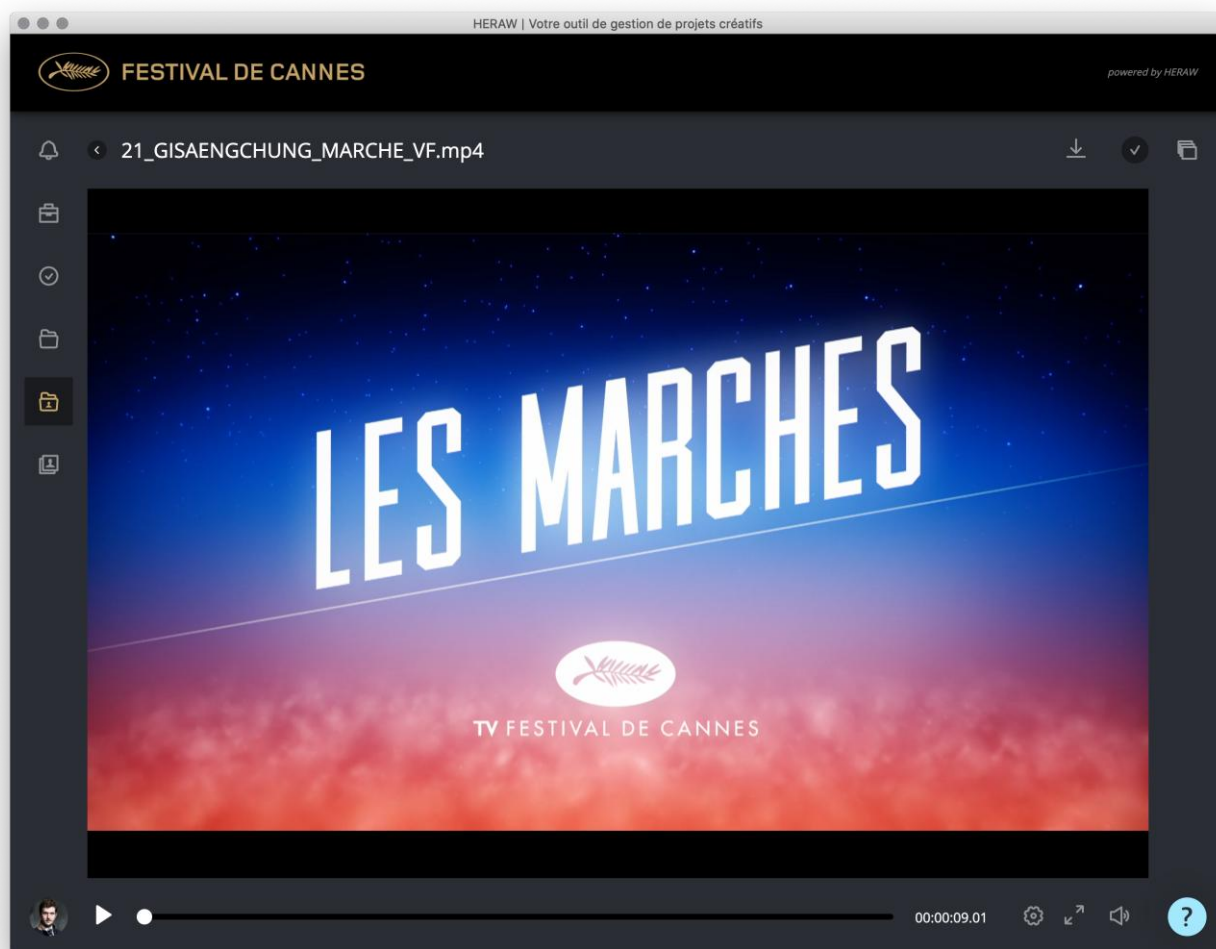 HERAW | Votre outil de gestion de projets créatifs
FESTIVAL DE CANNES
powered by HERAW
21_GISAENGCHUNG_MARCHE_VF.mp4
LES MARCHES
TV FESTIVAL DE CANNES
00:00:09.01
?